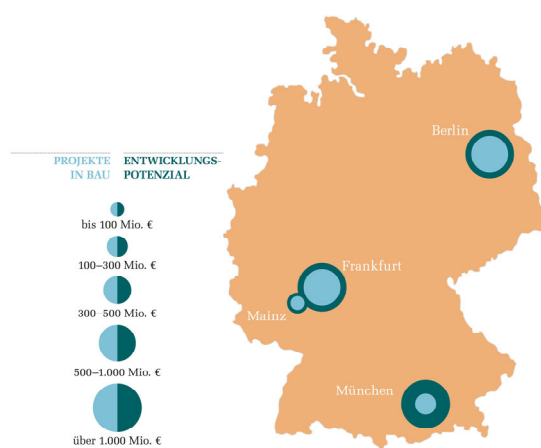 PROJEKTE ENTWICKLUNGS-
IN BAU POTENZIAL
bis 100 Mio. €
100–300 Mio. €
300–500 Mio. €
500–1.000 Mio. €
über 1.000 Mio. €
Berlin
Frankfurt
Mainz
München